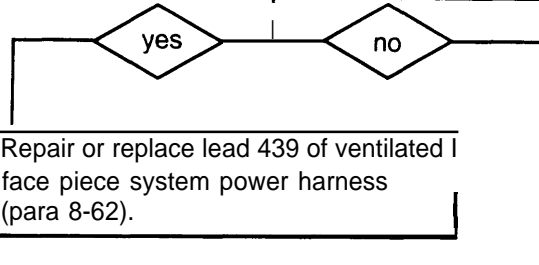 yes
no
Repair or replace lead 439 of ventilated
face piece system power harness
(para 8-62).